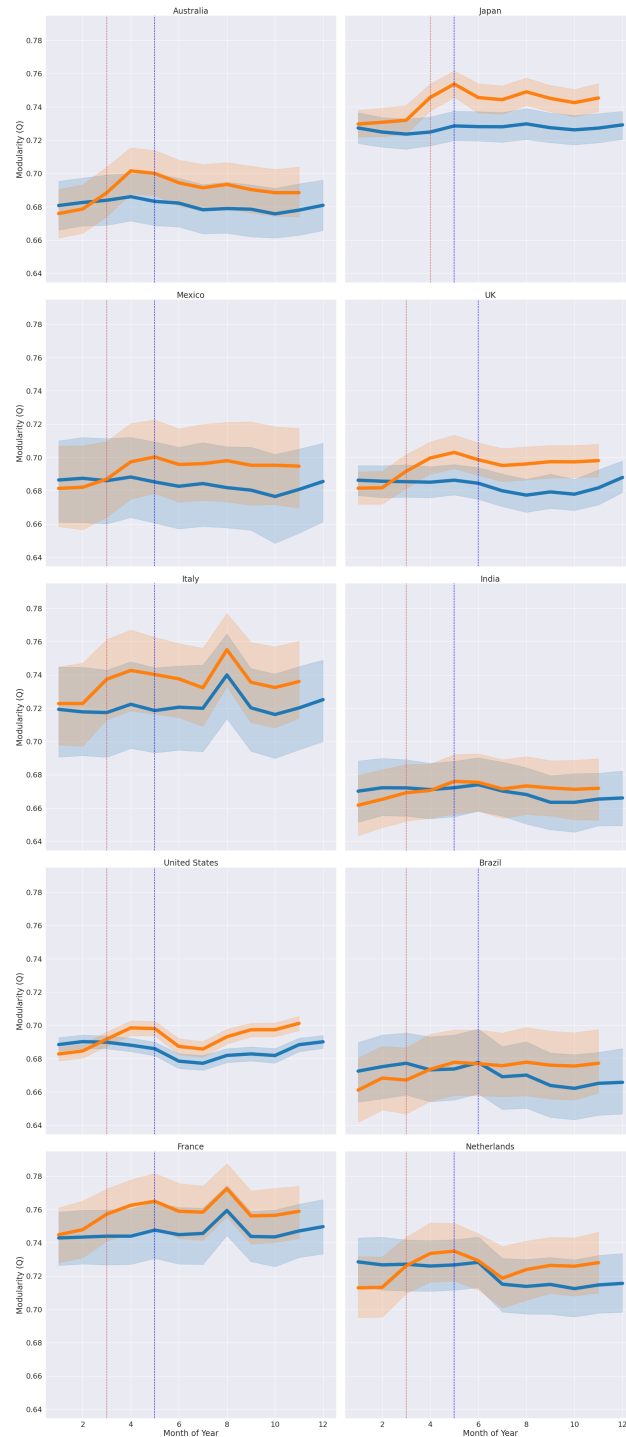 Australia
Japan
0.78
0.76
0.74
Modularity (Q)
0.72
0.70
0.68
0.66
0.64
Mexico
UK
0.78
0.76
0.74
Modularity (Q)
0.72
0.70
0.68
0.66
0.64
Italy
India
0.78
0.76
0.74
Modularity (Q)
0.72
0.70
0.68
0.66
0.64
United States
Brazil
0.78
0.76
0.74
Modularity (Q)
0.72
0.70
0.68
0.66
0.64
France
Netherlands
0.78
0.76
0.74
Modularity (Q)
0.72
0.70
0.68
0.66
0.64
2 4 6 8 10 12
2 4 6 8 10 12
Month of Year
Month of Year